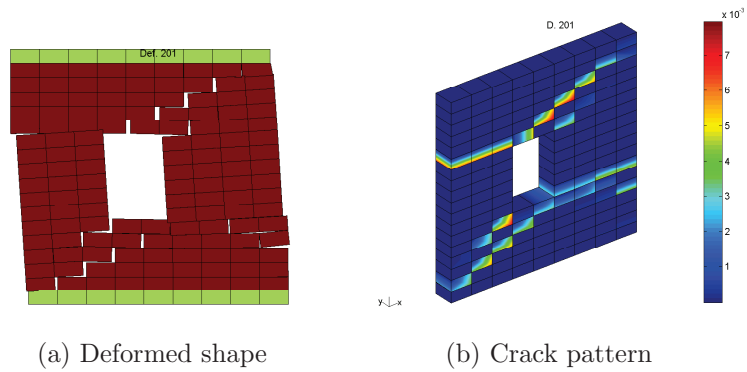 Def. 201
D. 201
x 10⁻³
7
6
5
4
3
2
1
y x
(a) Deformed shape
(b) Crack pattern